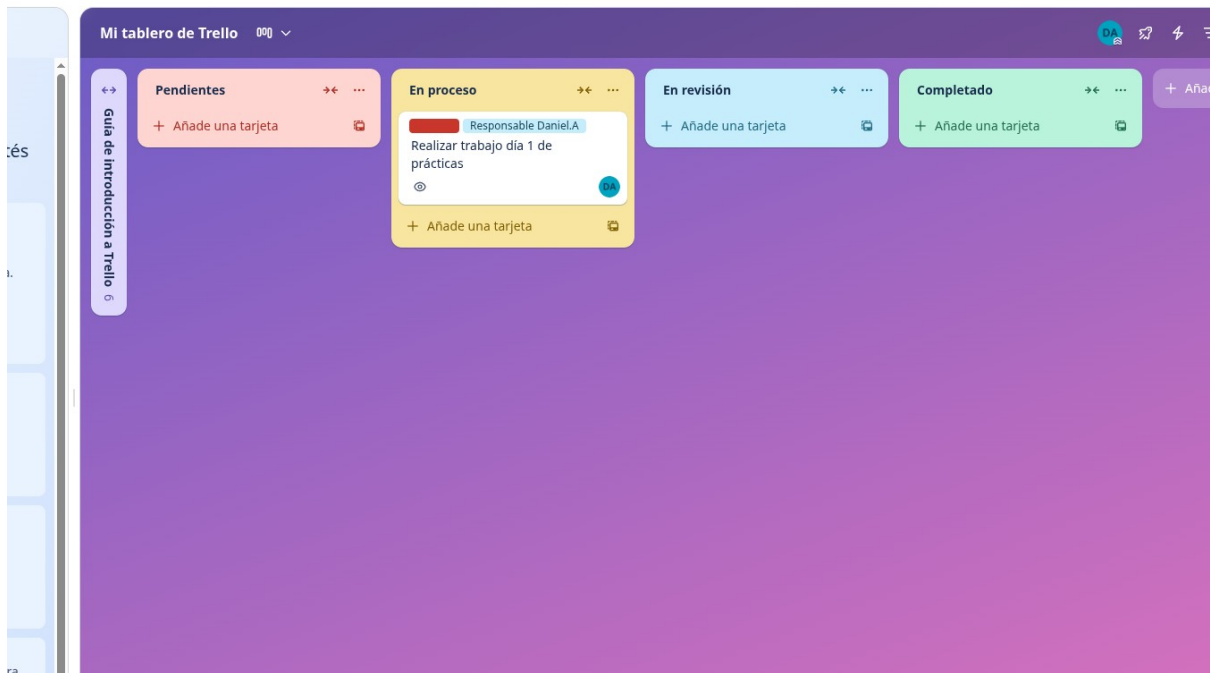 tés
a.
ra
Mi tablero de Trello
DA
Guía de introducción a Trello 6
Pendientes
Añade una tarjeta
En proceso
Responsable Daniel.A
Realizar trabajo día 1 de
prácticas
DA
Añade una tarjeta
En revisión
Añade una tarjeta
Completado
Añade una tarjeta
Aña